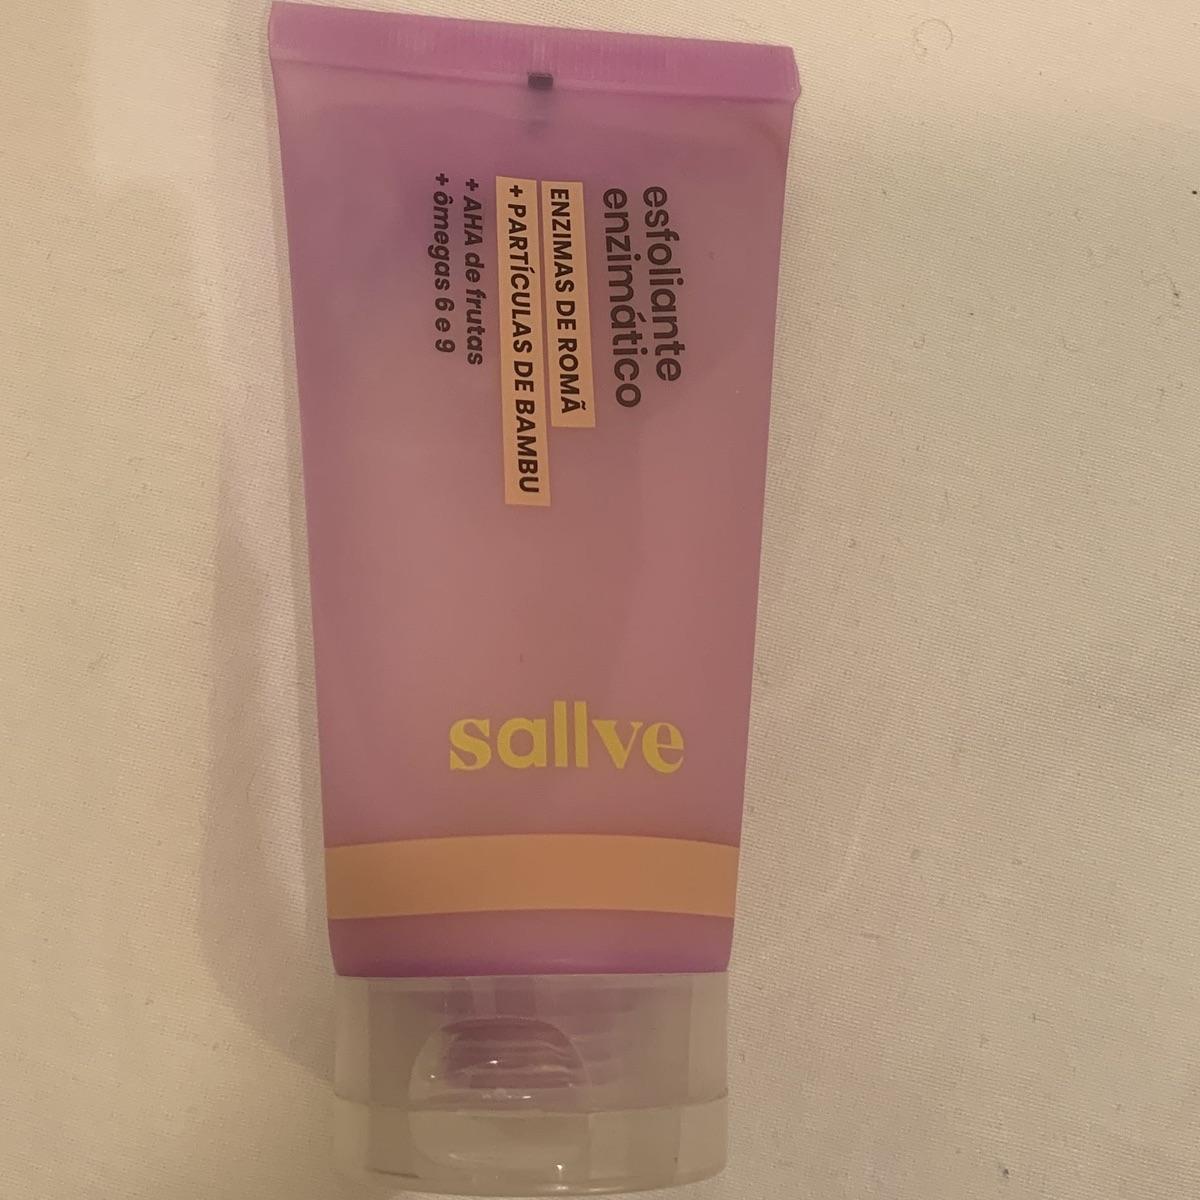 esfoliante
enzimático
ENZIMAS DE ROMÃ
+ PARTÍCULAS DE BAMBU
+ AHA de frutas
+ ômegas 6 e 9
sallve